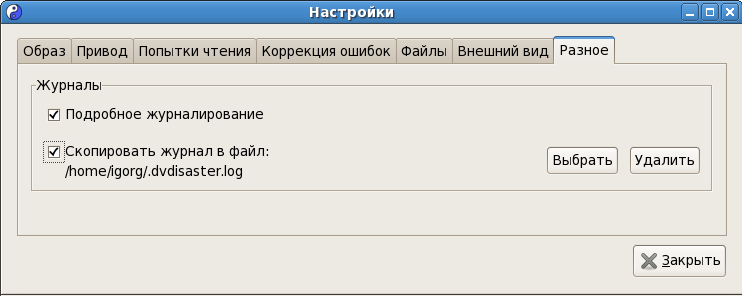 Настройки
Образ Привод Попытки чтения Коррекция ошибок Файлы Внешний вид Разное
Журналы
Подробное журналирование
Скопировать журнал в файл:
/home/igorg/.dvdisaster.log
Выбрать Удалить
Закрыть